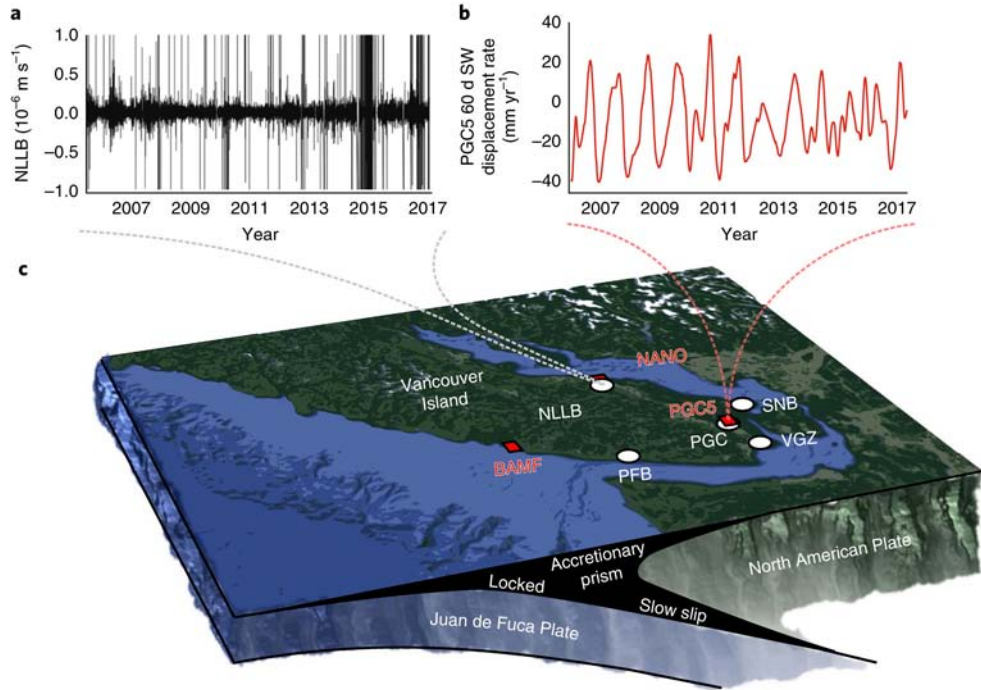 a
NLLB (10⁻⁶ m s⁻¹)
1.0
0.5
0.0
−0.5
−1.0
2007 2009 2011 2013 2015 2017
Year
b
PGC5 60 d SW
displacement rate
(mm yr⁻¹)
40
20
0
−20
−40
2007 2009 2011 2013 2015 2017
Year
c
Vancouver
Island
NANO
NLLB
PGC5
SNB
PGC
VGZ
BAMF
PFB
North American Plate
Accretionary
prism
Locked
Slow slip
Juan de Fuca Plate